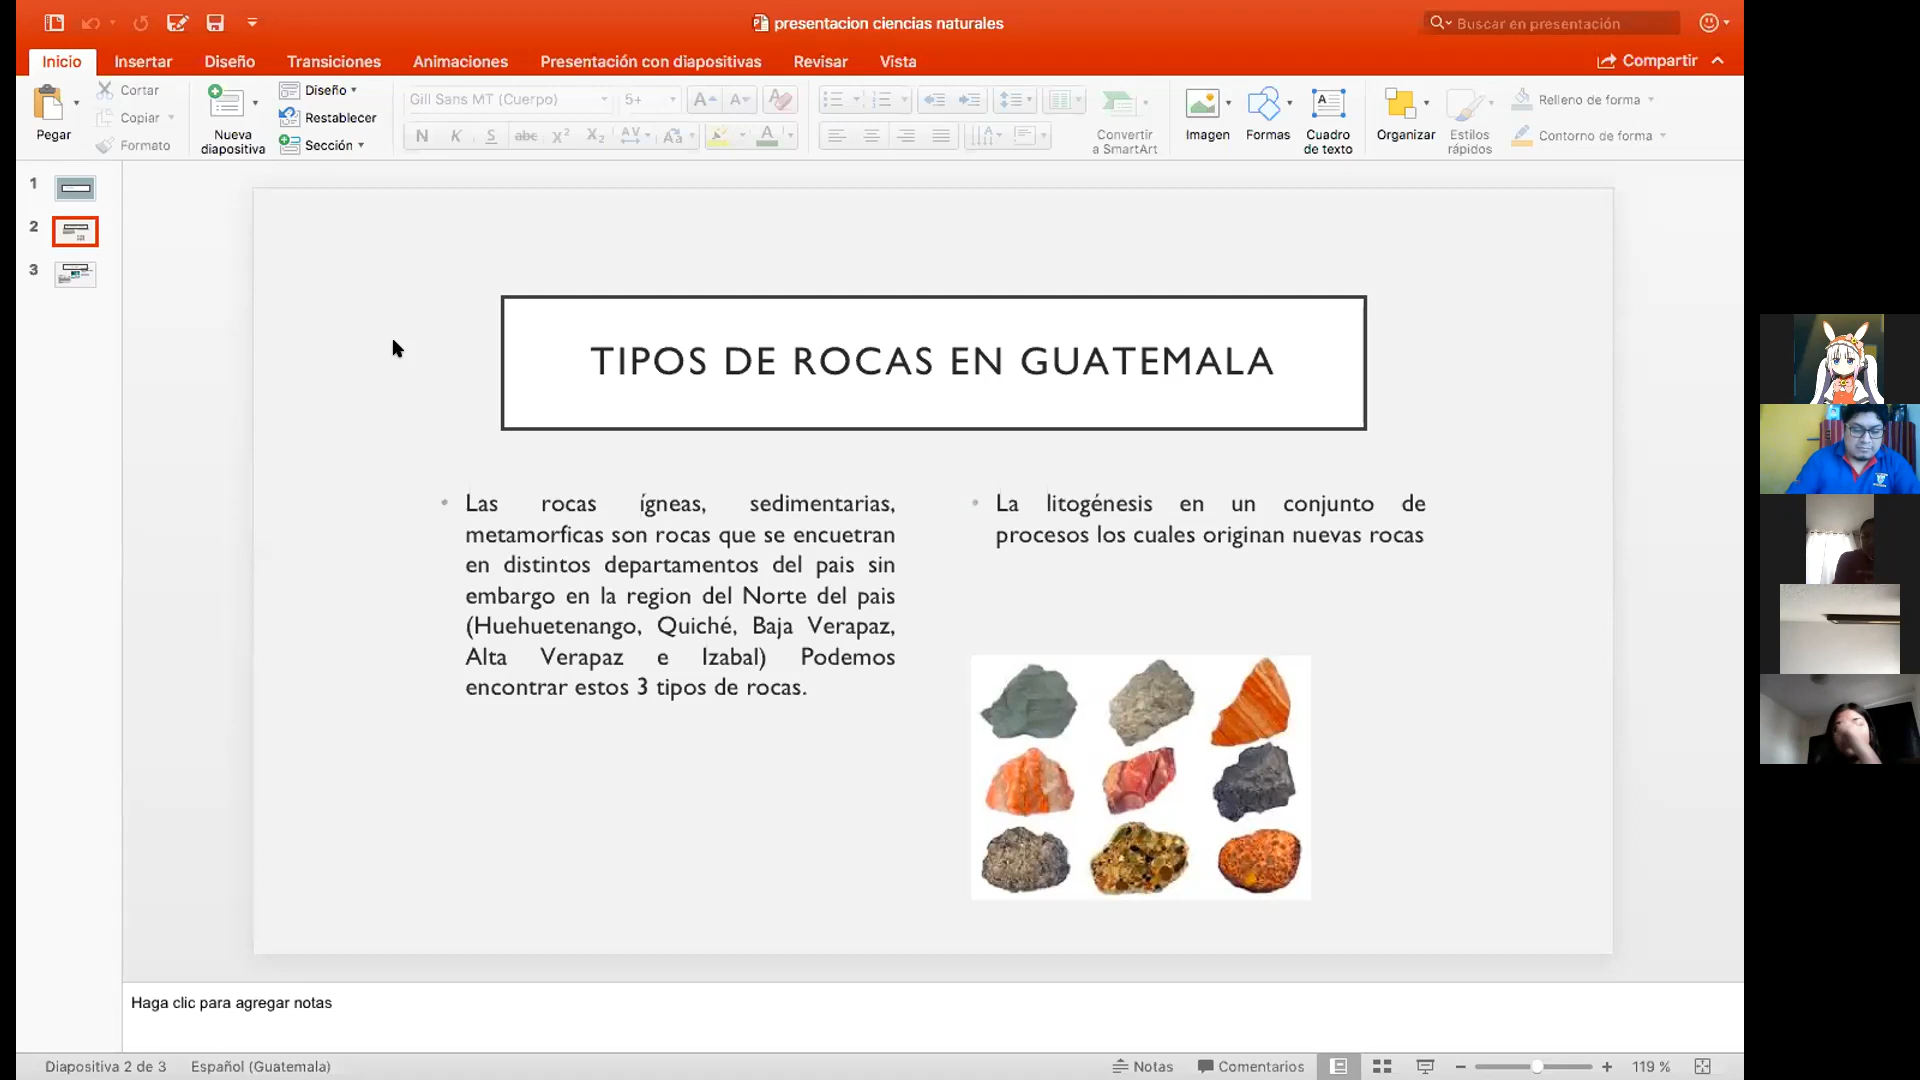 presentacion ciencias naturales
Buscar en presentación
Inicio
Insertar
Diseño
Transiciones
Animaciones
Presentación con diapositivas
Revisar
Vista
Compartir
Pegar
Cortar
Copiar
Formato
Nueva
diapositiva
Diseño
Restablecer
Sección
Gill Sans MT (Cuerpo)
5+
N K S abc X² X₂ AV Aa A
Convertir
a SmartArt
Imagen
Formas
Cuadro
de texto
Organizar
Estilos
rápidos
Relleno de forma
Contorno de forma
1
2
3
TIPOS DE ROCAS EN GUATEMALA
• Las rocas ígneas, sedimentarias,
metamorficas son rocas que se encuetran
en distintos departamentos del pais sin
embargo en la region del Norte del pais
(Huehuetenango, Quiché, Baja Verapaz,
Alta Verapaz e Izabal) Podemos
encontrar estos 3 tipos de rocas.
• La litogénesis en un conjunto de
procesos los cuales originan nuevas rocas
Haga clic para agregar notas
Diapositiva 2 de 3
Español (Guatemala)
Notas
Comentarios
119 %